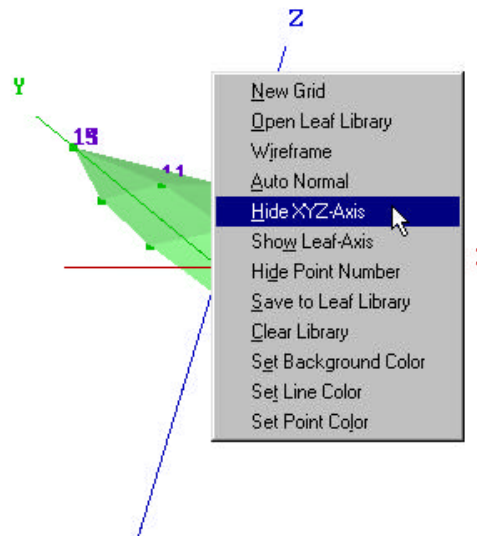 Z
Y
New Grid
Open Leaf Library
Wireframe
Auto Normal
11
Hide XYZ-Axis
Show Leaf-Axis
Hide Point Number
Save to Leaf Library
Clear Library
Set Background Color
Set Line Color
Set Point Color